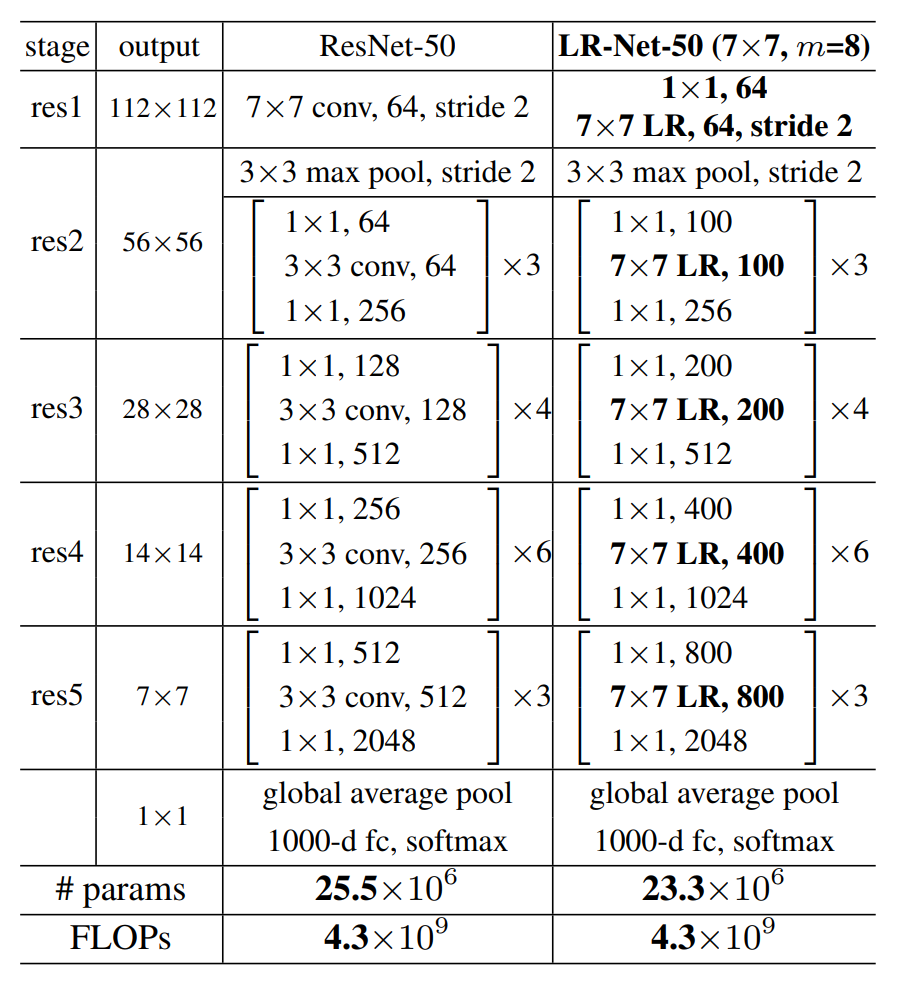 stage output ResNet-50 LR-Net-50 (7×7, m=8)
res1 112×112 7×7 conv, 64, stride 2 1×1, 64
7×7 LR, 64, stride 2
res2 56×56 3×3 max pool, stride 2 3×3 max pool, stride 2
1×1, 64 1×1, 100
3×3 conv, 64 ×3 7×7 LR, 100 ×3
1×1, 256 1×1, 256
1×1, 128 1×1, 200
res3 28×28 3×3 conv, 128 ×4 7×7 LR, 200 ×4
1×1, 512 1×1, 512
1×1, 256 1×1, 400
res4 14×14 3×3 conv, 256 ×6 7×7 LR, 400 ×6
1×1, 1024 1×1, 1024
1×1, 512 1×1, 800
res5 7×7 3×3 conv, 512 ×3 7×7 LR, 800 ×3
1×1, 2048 1×1, 2048
1×1 global average pool global average pool
1000-d fc, softmax 1000-d fc, softmax
# params 25.5×10⁶ 23.3×10⁶
FLOPs 4.3×10⁹ 4.3×10⁹